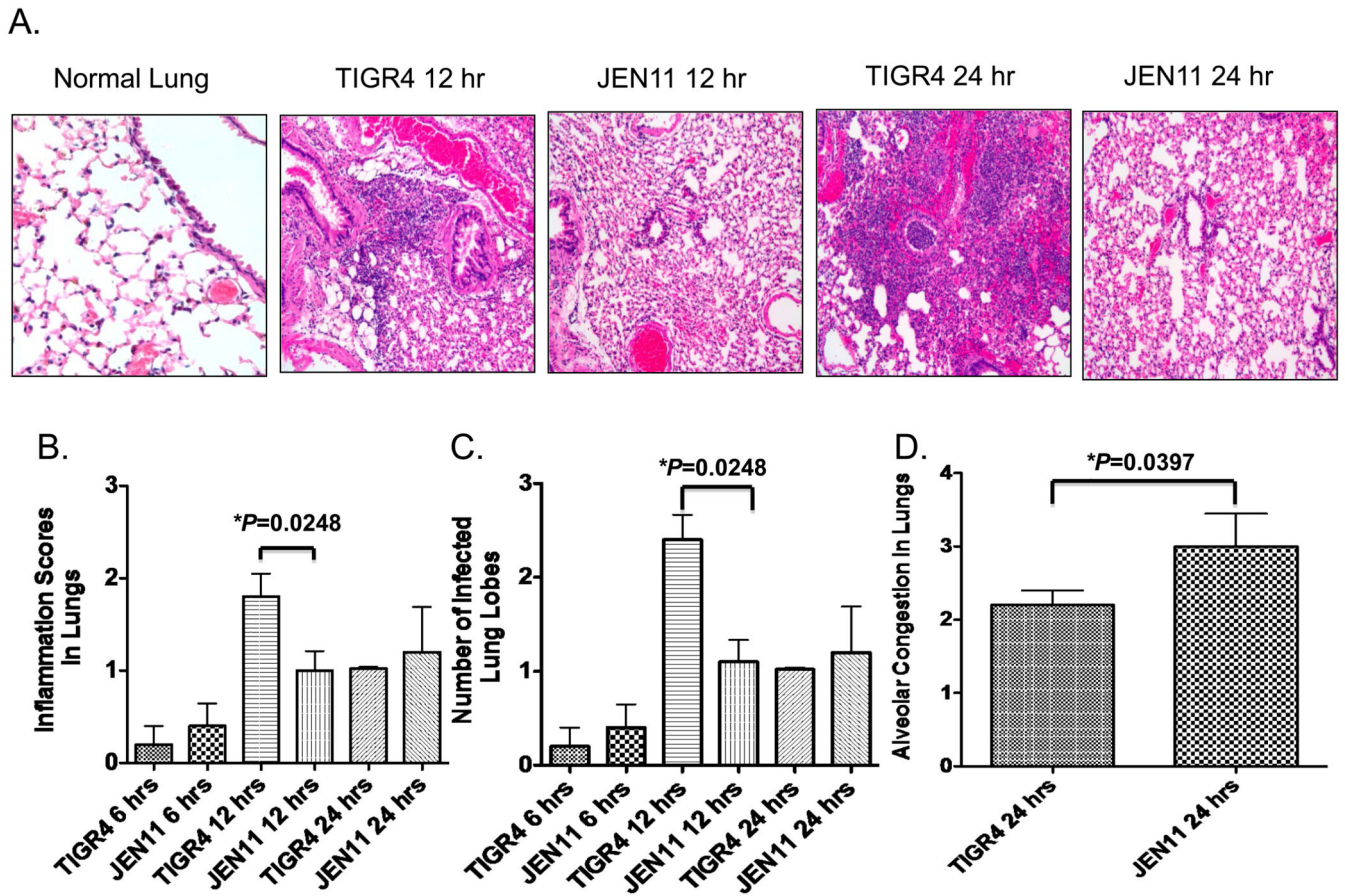 A.
Normal Lung
TIGR4 12 hr
JEN11 12 hr
TIGR4 24 hr
JEN11 24 hr
B.
Inflammation Scores
In Lungs
3
2
1
0
*P=0.0248
TIGR4 6 hrs
JEN11 6 hrs
TIGR4 12 hrs
JEN11 12 hrs
TIGR4 24 hrs
JEN11 24 hrs
C.
Number of Infected
Lung Lobes
3
2
1
0
*P=0.0248
TIGR4 6 hrs
JEN11 6 hrs
TIGR4 12 hrs
JEN11 12 hrs
TIGR4 24 hrs
JEN11 24 hrs
D.
Alveolar Congestion In Lungs
4
3
2
1
0
*P=0.0397
TIGR4 24 hrs
JEN11 24 hrs